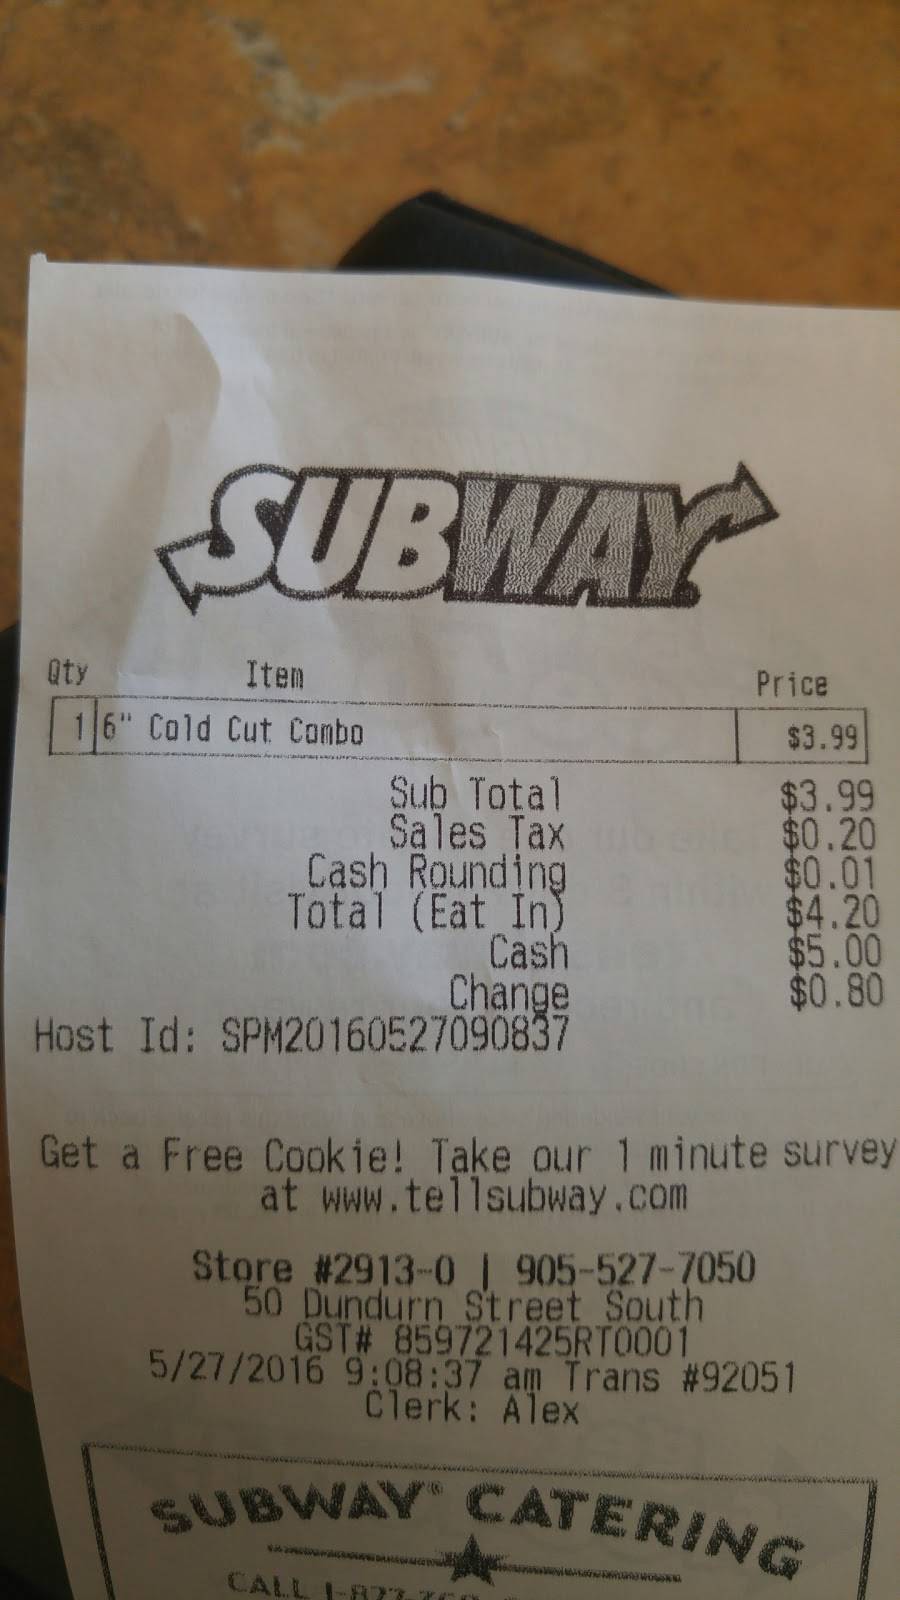 SUBWAY
Qty Item Price
1 6" Cold Cut Combo $3.99
Sub Total $3.99
Sales Tax $0.20
Cash Rounding $0.01
Total (Eat In) $4.20
Cash $5.00
Change $0.80
Host Id: SPM20160527090837
Get a Free Cookie! Take our 1 minute survey
at www.tellsubway.com
Store #2913-0 | 905-527-7050
50 Dundurn Street South
GST# 859721425RT0001
5/27/2016 9:08:37 am Trans #92051
Clerk: Alex
SUBWAY® CATERING
CALL